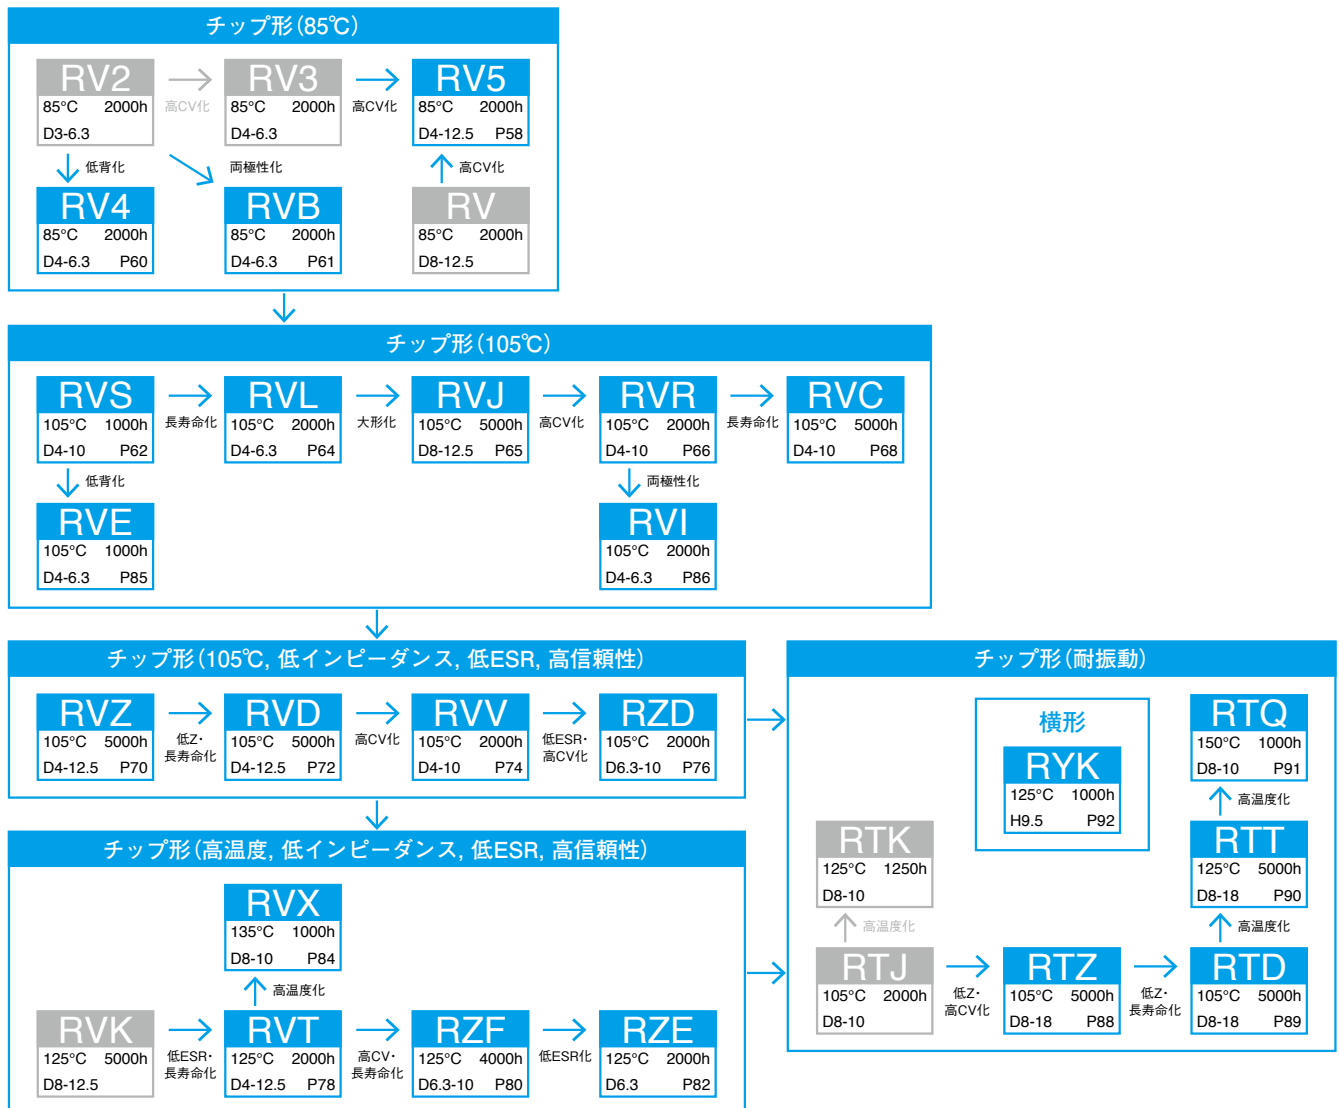 チップ形(85℃)
RV2
85°C 2000h
D3-6.3
高CV化
RV3
85°C 2000h
D4-6.3
高CV化
RV5
85°C 2000h
D4-12.5 P58
低背化
両極性化
高CV化
RV4
85°C 2000h
D4-6.3 P60
RVB
85°C 2000h
D4-6.3 P61
RV
85°C 2000h
D8-12.5
チップ形(105℃)
RVS
105°C 1000h
D4-10 P62
長寿命化
RVL
105°C 2000h
D4-6.3 P64
大形化
RVJ
105°C 5000h
D8-12.5 P65
高CV化
RVR
105°C 2000h
D4-10 P66
長寿命化
RVC
105°C 5000h
D4-10 P68
低背化
両極性化
RVE
105°C 1000h
D4-6.3 P85
RVI
105°C 2000h
D4-6.3 P86
チップ形(105℃, 低インピーダンス, 低ESR, 高信頼性)
RVZ
105°C 5000h
D4-12.5 P70
低Z・
長寿命化
RVD
105°C 5000h
D4-12.5 P72
高CV化
RVV
105°C 2000h
D4-10 P74
低ESR・
高CV化
RZD
105°C 2000h
D6.3-10 P76
チップ形(高温度, 低インピーダンス, 低ESR, 高信頼性)
RVX
135°C 1000h
D8-10 P84
高温度化
RVK
125°C 5000h
D8-12.5
低ESR・
長寿命化
RVT
125°C 2000h
D4-12.5 P78
高CV・
長寿命化
RZF
125°C 4000h
D6.3-10 P80
低ESR化
RZE
125°C 2000h
D6.3 P82
チップ形(耐振動)
横形
RYK
125°C 1000h
H9.5 P92
RTQ
150°C 1000h
D8-10 P91
高温度化
RTK
125°C 1250h
D8-10
RTT
125°C 5000h
D8-18 P90
高温度化
高温度化
RTJ
105°C 2000h
D8-10
低Z・
高CV化
RTZ
105°C 5000h
D8-18 P88
低Z・
長寿命化
RTD
105°C 5000h
D8-18 P89